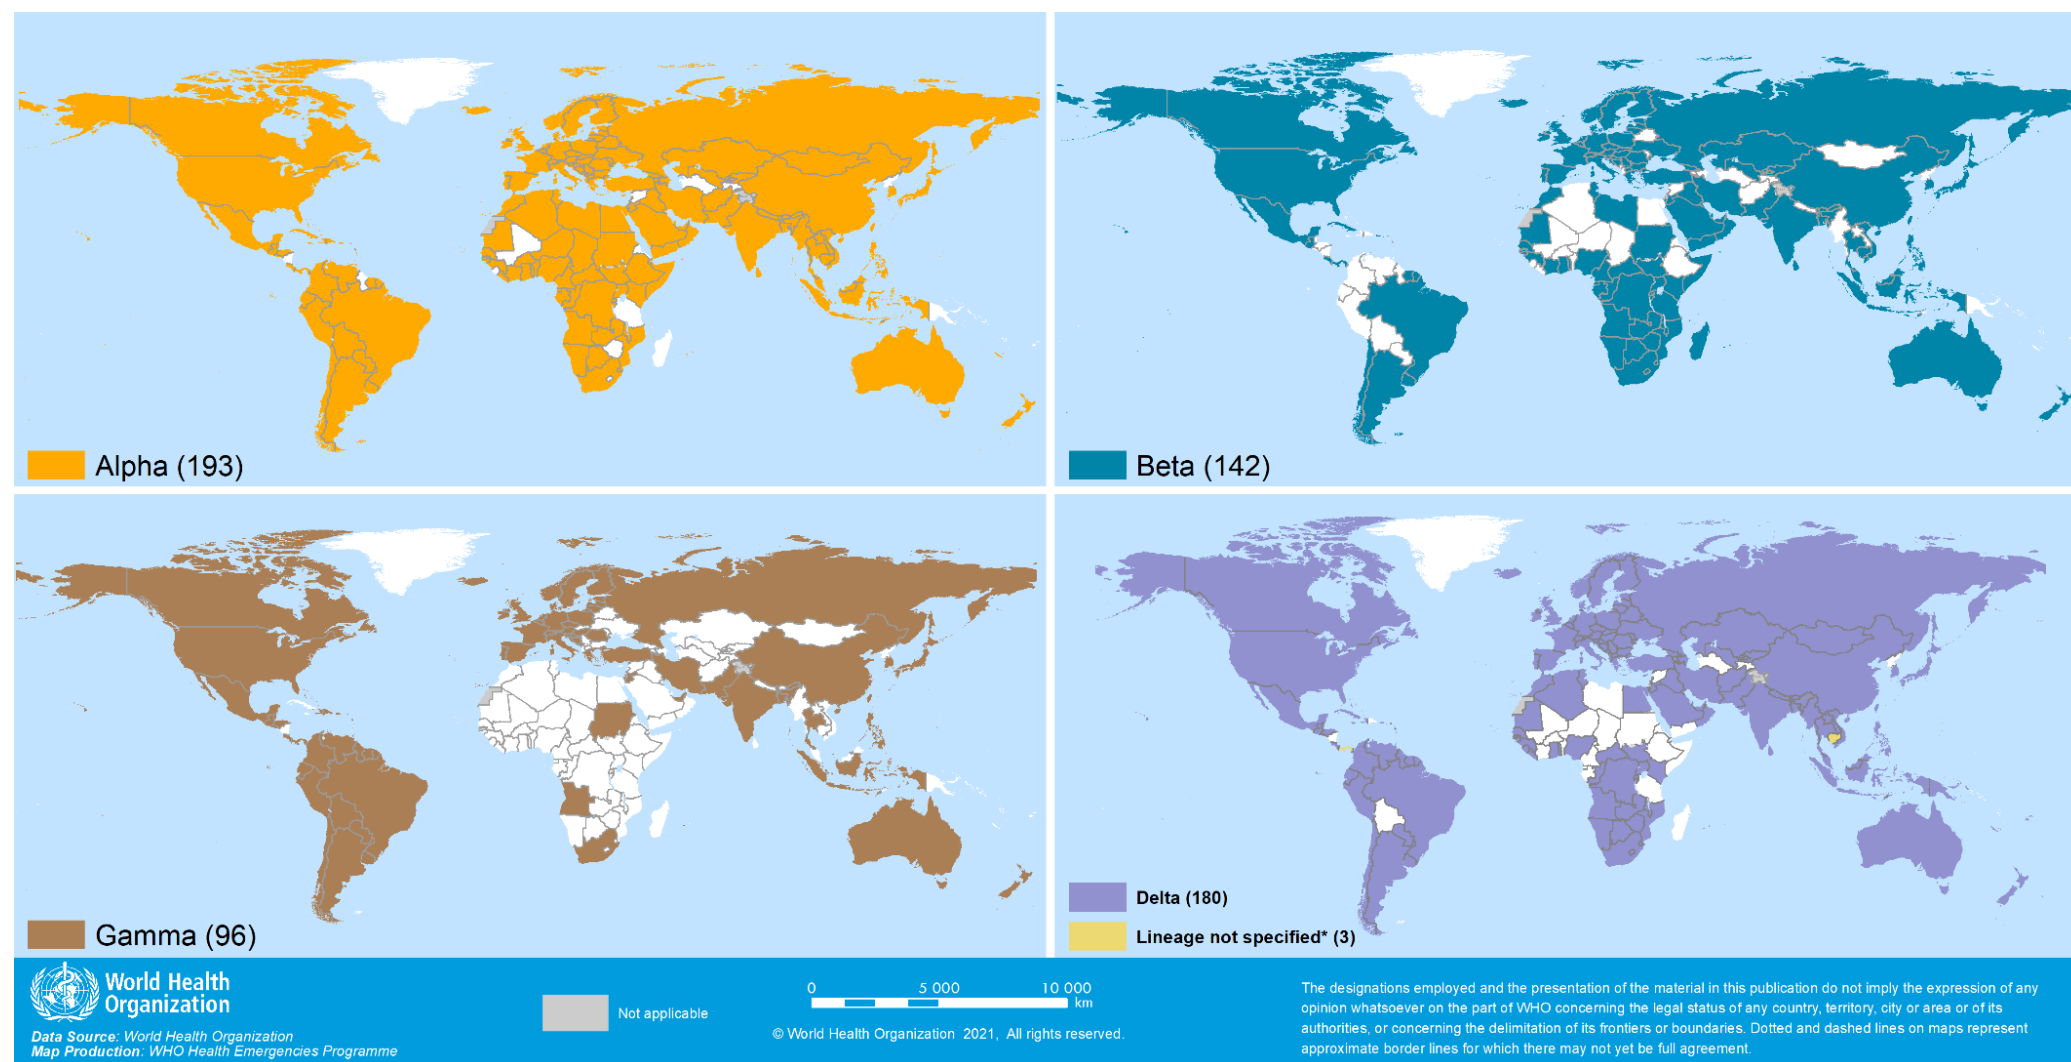 Alpha (193)
Beta (142)
Gamma (96)
Delta (180)
Lineage not specified* (3)
World Health
Organization
Data Source: World Health Organization
Map Production: WHO Health Emergencies Programme
Not applicable
0 5 000 10 000
km
© World Health Organization 2021, All rights reserved.
The designations employed and the presentation of the material in this publication do not imply the expression of any
opinion whatsoever on the part of WHO concerning the legal status of any country, territory, city or area or of its
authorities, or concerning the delimitation of its frontiers or boundaries. Dotted and dashed lines on maps represent
approximate border lines for which there may not yet be full agreement.